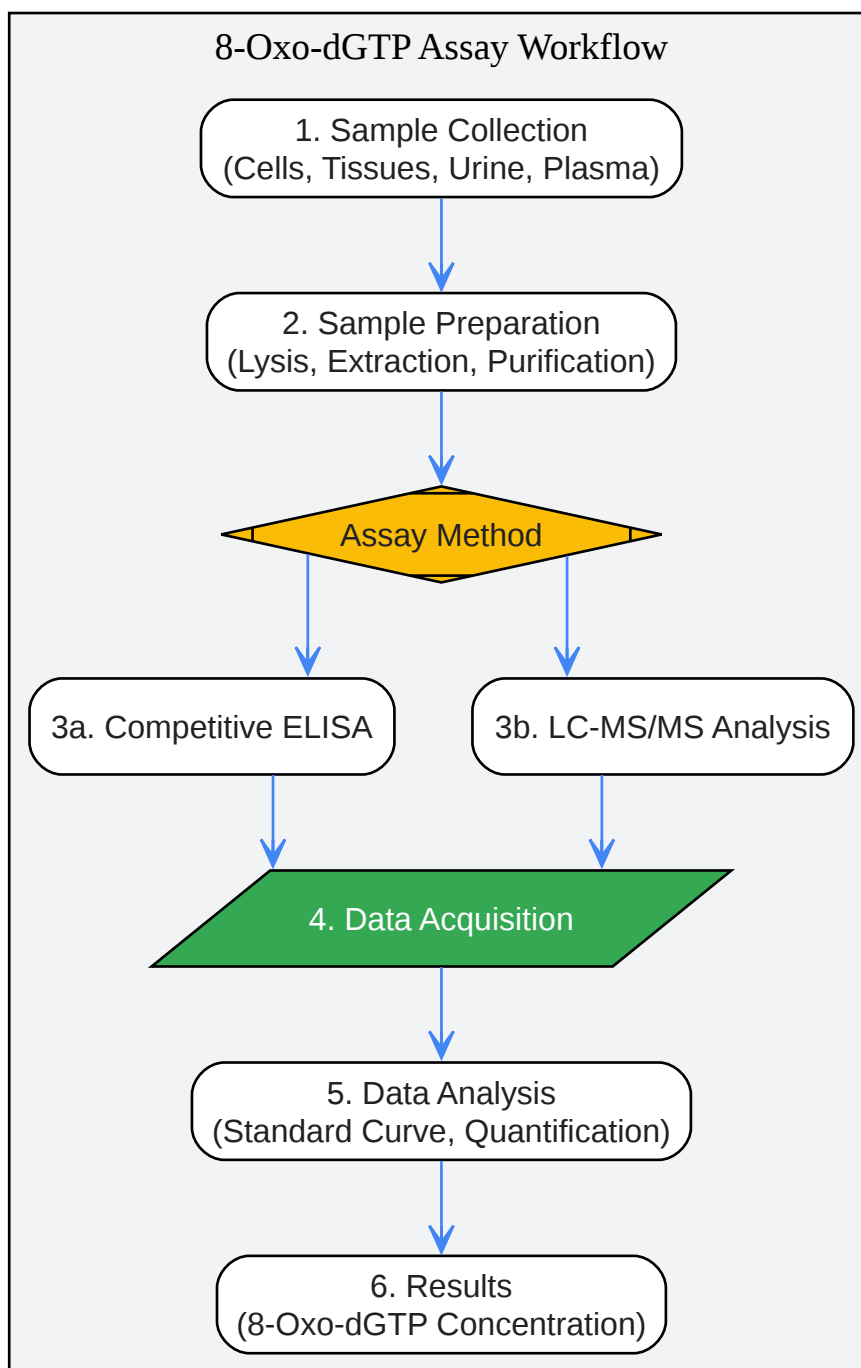 8-Oxo-dGTP Assay Workflow
1. Sample Collection
(Cells, Tissues, Urine, Plasma)
2. Sample Preparation
(Lysis, Extraction, Purification)
Assay Method
3a. Competitive ELISA
3b. LC-MS/MS Analysis
4. Data Acquisition
5. Data Analysis
(Standard Curve, Quantification)
6. Results
(8-Oxo-dGTP Concentration)